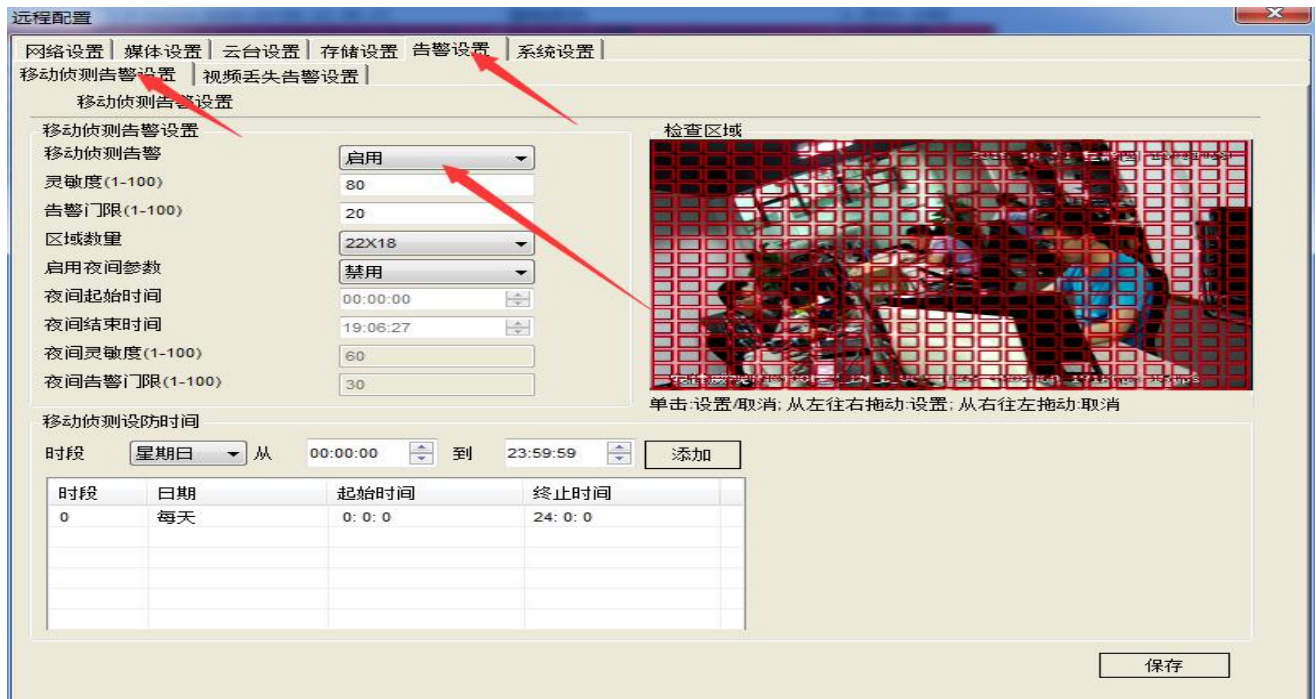 远程配置
网络设置 媒体设置 云台设置 存储设置 告警设置 系统设置
移动侦测告警设置 视频丢失告警设置
移动侦测告警设置
移动侦测告警设置
移动侦测告警 启用
灵敏度(1-100) 80
告警门限(1-100) 20
区域数量 22X18
启用夜间参数 禁用
夜间起始时间 00:00:00
夜间结束时间 19:06:27
夜间灵敏度(1-100) 60
夜间告警门限(1-100) 30
检查区域
单击:设置/取消; 从左往右拖动:设置; 从右往左拖动:取消
移动侦测设防时间
时段 星期日 从 00:00:00 到 23:59:59 添加
时段 日期 起始时间 终止时间
0 每天 0: 0: 0 24: 0: 0
保存